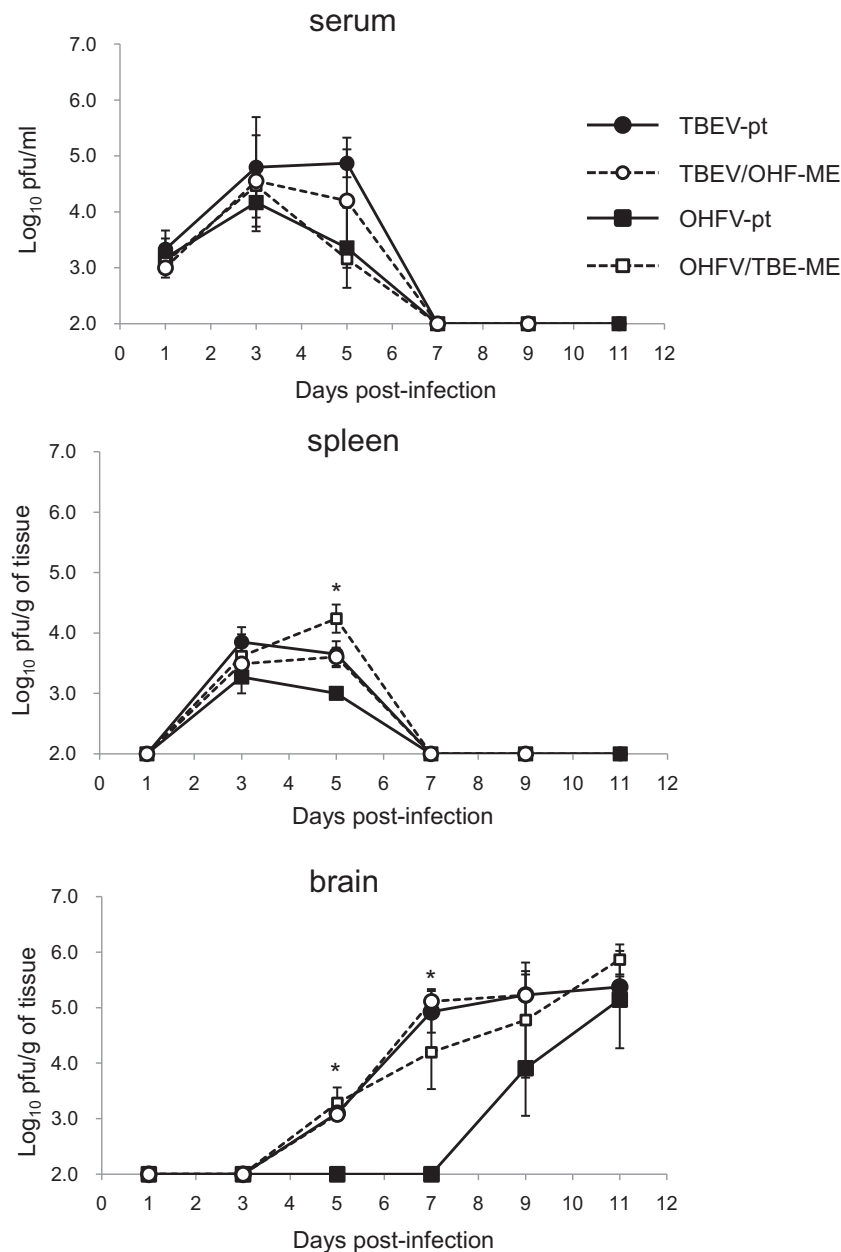 serum
7.0
6.0
5.0
4.0
3.0
2.0
Log₁₀ pfu/ml
0 1 2 3 4 5 6 7 8 9 10 11 12
Days post-infection
TBEV-pt
TBEV/OHF-ME
OHFV-pt
OHFV/TBE-ME
spleen
7.0
6.0
5.0
4.0
3.0
2.0
Log₁₀ pfu/g of tissue
*
0 1 2 3 4 5 6 7 8 9 10 11 12
Days post-infection
brain
7.0
6.0
5.0
4.0
3.0
2.0
Log₁₀ pfu/g of tissue
*
*
0 1 2 3 4 5 6 7 8 9 10 11 12
Days post-infection